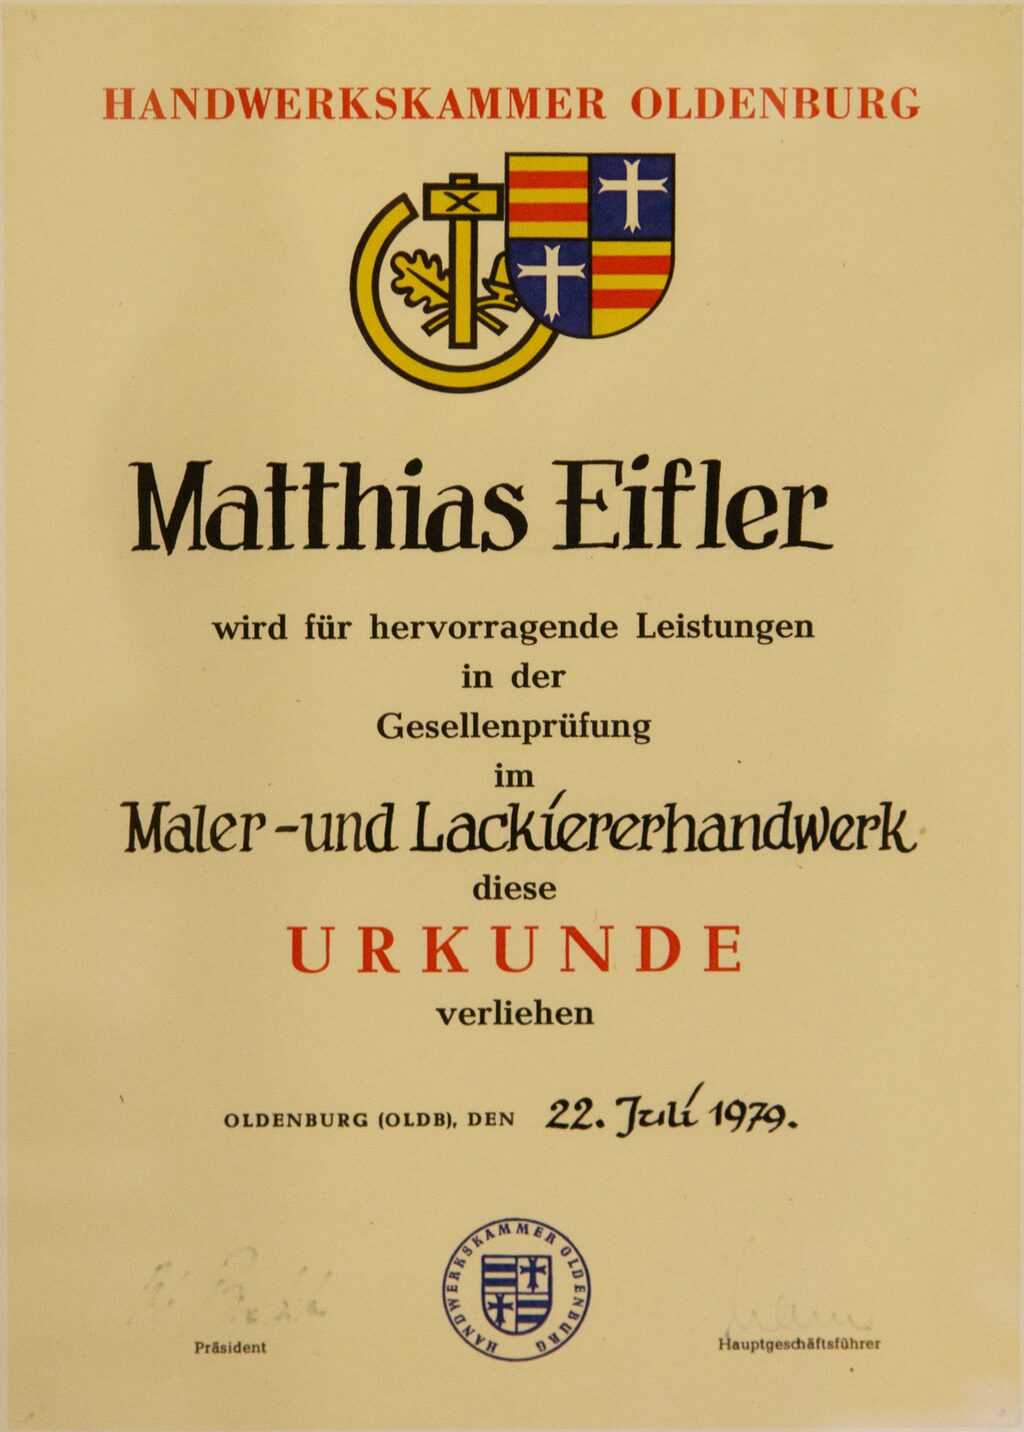 HANDWERKSKAMMER OLDENBURG
Matthias Eifler
wird für hervorragende Leistungen
in der
Gesellenprüfung
im
Maler-und Lackiererhandwerk
diese
URKUNDE
verliehen
OLDENBURG (OLDB), DEN 22. Juli 1979.
HANDWERKSKAMMER OLDENBURG
Präsident
Hauptgeschäftsführer